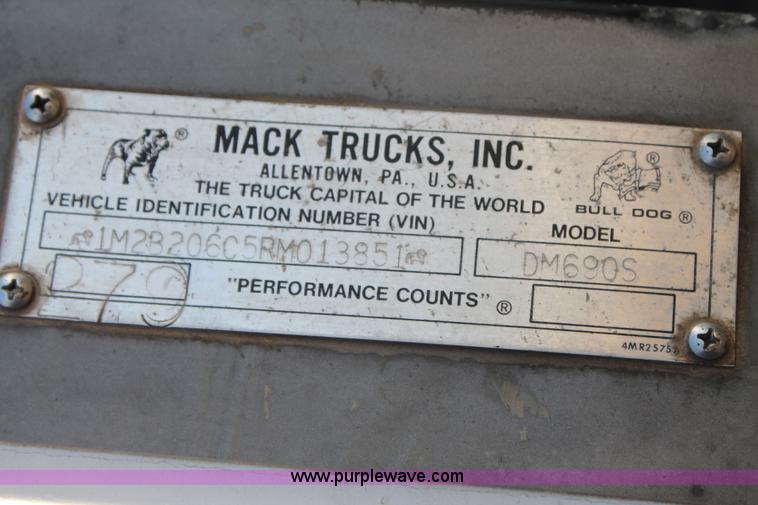 MACK TRUCKS, INC.
ALLENTOWN, PA., U.S.A.
THE TRUCK CAPITAL OF THE WORLD
VEHICLE IDENTIFICATION NUMBER (VIN)
MODEL
BULL DOG ®
1M2B206C5RM013851
DM690S
279
"PERFORMANCE COUNTS" ®
www.purplewave.com